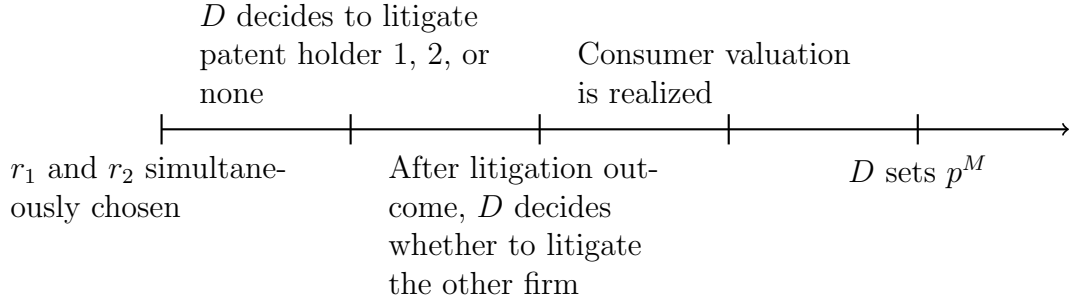 D decides to litigate
patent holder 1, 2, or
none
Consumer valuation
is realized
r₁ and r₂ simultane-
ously chosen
After litigation out-
come, D decides
whether to litigate
the other firm
D sets pᴹ